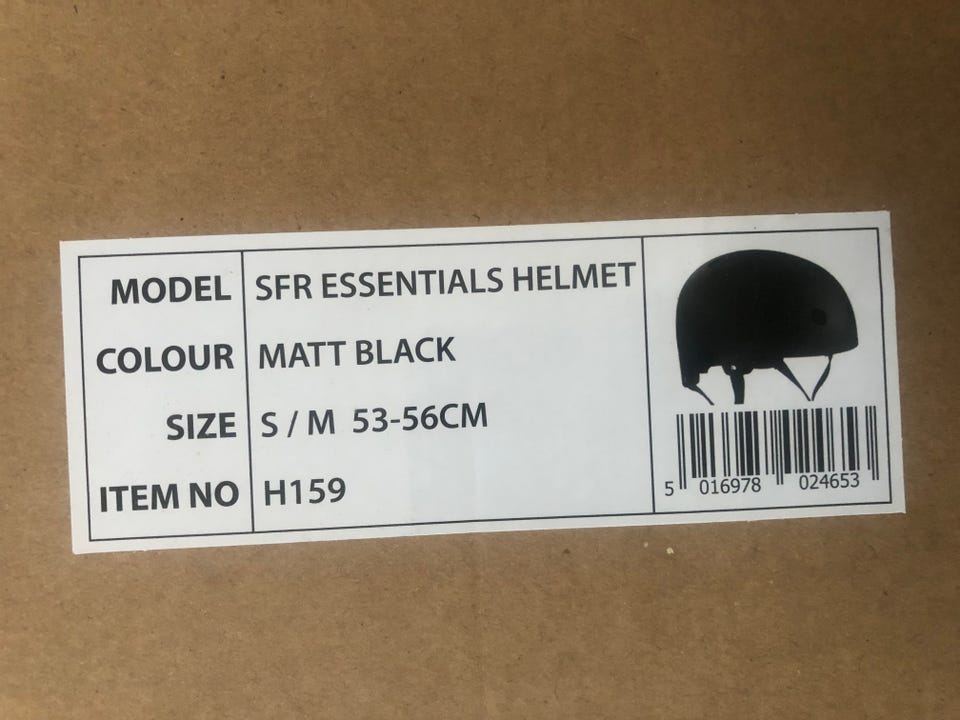 MODEL SFR ESSENTIALS HELMET
COLOUR MATT BLACK
SIZE S / M 53-56CM
ITEM NO H159
5 016978 024653